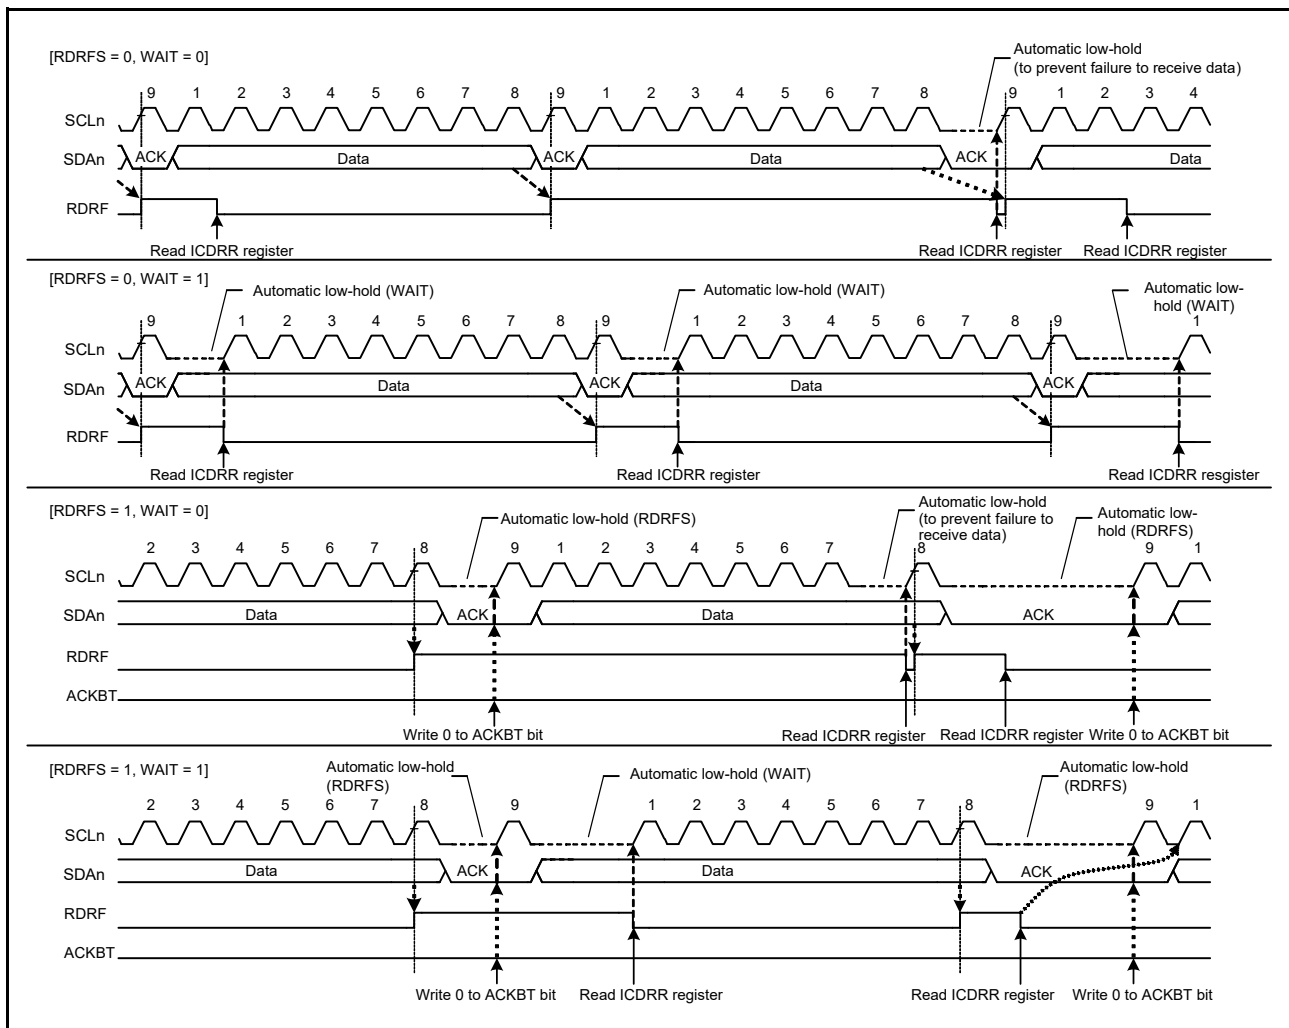 [RDRFS = 0, WAIT = 0]
Automatic low-hold
(to prevent failure to receive data)
9 1 2 3 4 5 6 7 8 9 1 2 3 4 5 6 7 8 9 1 2 3 4
SCLn
SDAn ACK Data ACK Data ACK Data
RDRF
Read ICDRR register Read ICDRR register Read ICDRR register
[RDRFS = 0, WAIT = 1]
Automatic low-hold (WAIT) Automatic low-hold (WAIT) Automatic low-
hold (WAIT)
9 1 2 3 4 5 6 7 8 9 1 2 3 4 5 6 7 8 9 1
SCLn
SDAn ACK Data ACK Data ACK
RDRF
Read ICDRR register Read ICDRR register Read ICDRR resgister
[RDRFS = 1, WAIT = 0]
Automatic low-hold (RDRFS) Automatic low-hold
(to prevent failure to
receive data)
Automatic low-
hold (RDRFS)
2 3 4 5 6 7 8 9 1 2 3 4 5 6 7 8 9 1
SCLn
SDAn Data ACK Data ACK
RDRF
ACKBT
Write 0 to ACKBT bit Read ICDRR register Read ICDRR register Write 0 to ACKBT bit
[RDRFS = 1, WAIT = 1]
Automatic low-hold
(RDRFS)
Automatic low-hold (WAIT)
Automatic low-hold
(RDRFS)
2 3 4 5 6 7 8 9 1 2 3 4 5 6 7 8 9 1
SCLn
SDAn Data ACK Data ACK
RDRF
ACKBT
Write 0 to ACKBT bit Read ICDRR register Read ICDRR register Write 0 to ACKBT bit